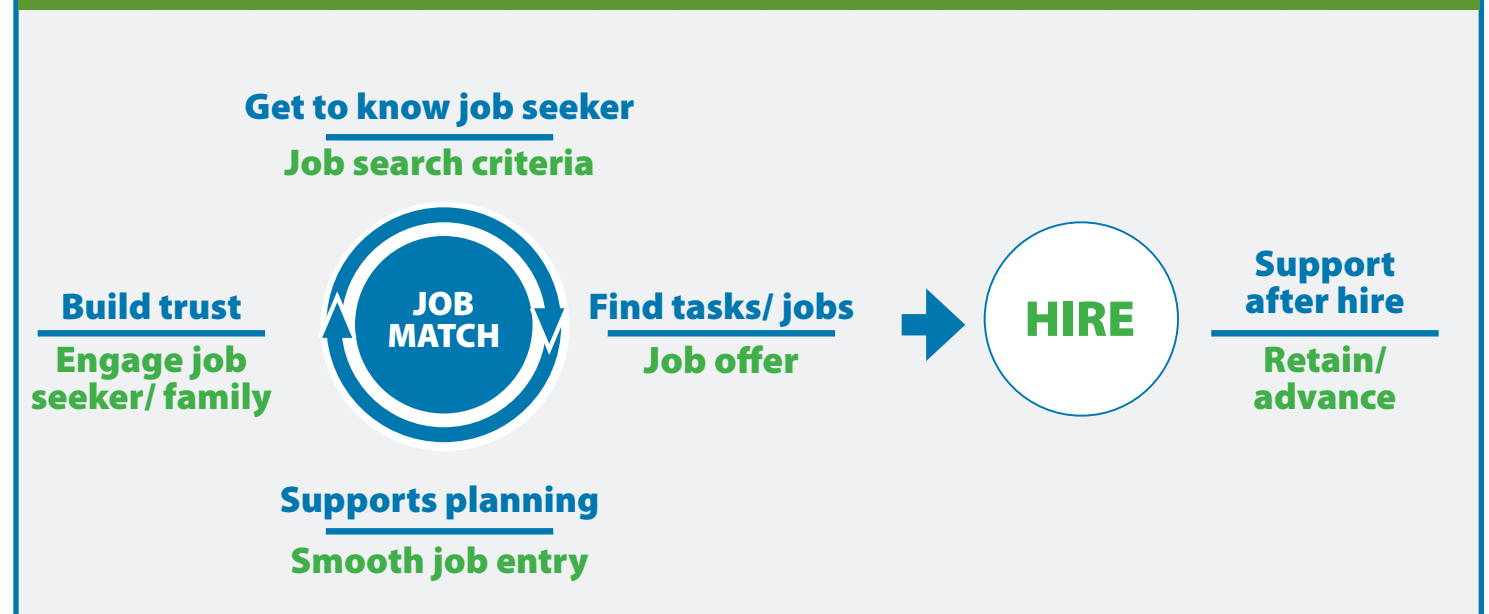 Get to know job seeker
Job search criteria
Build trust
Engage job
seeker/ family
JOB
MATCH
Find tasks/ jobs
Job offer
Supports planning
Smooth job entry
HIRE
Support
after hire
Retain/
advance